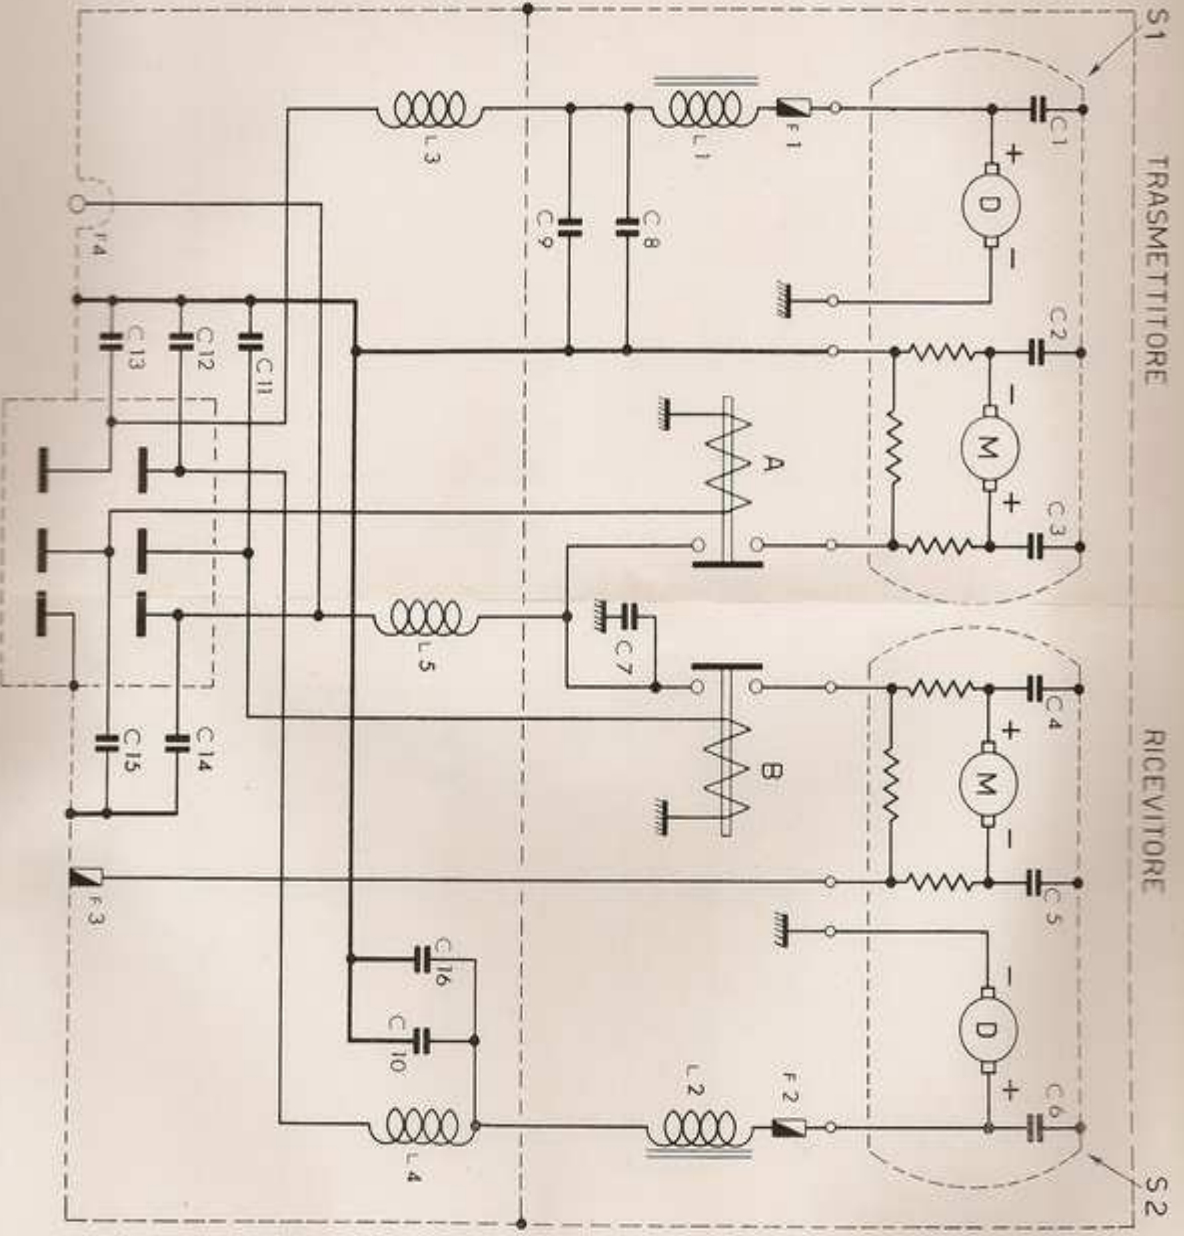 S1
TRASMETTITORE
RICEVITORE
S2
C1
C2
C3
C4
C5
C6
+
D
−
−
M
+
+
M
−
−
D
+
F1
F2
L1
A
B
L2
C8
C9
C7
L3
L5
C16
C10
L4
F4
C11
C12
C13
C14
C15
F3